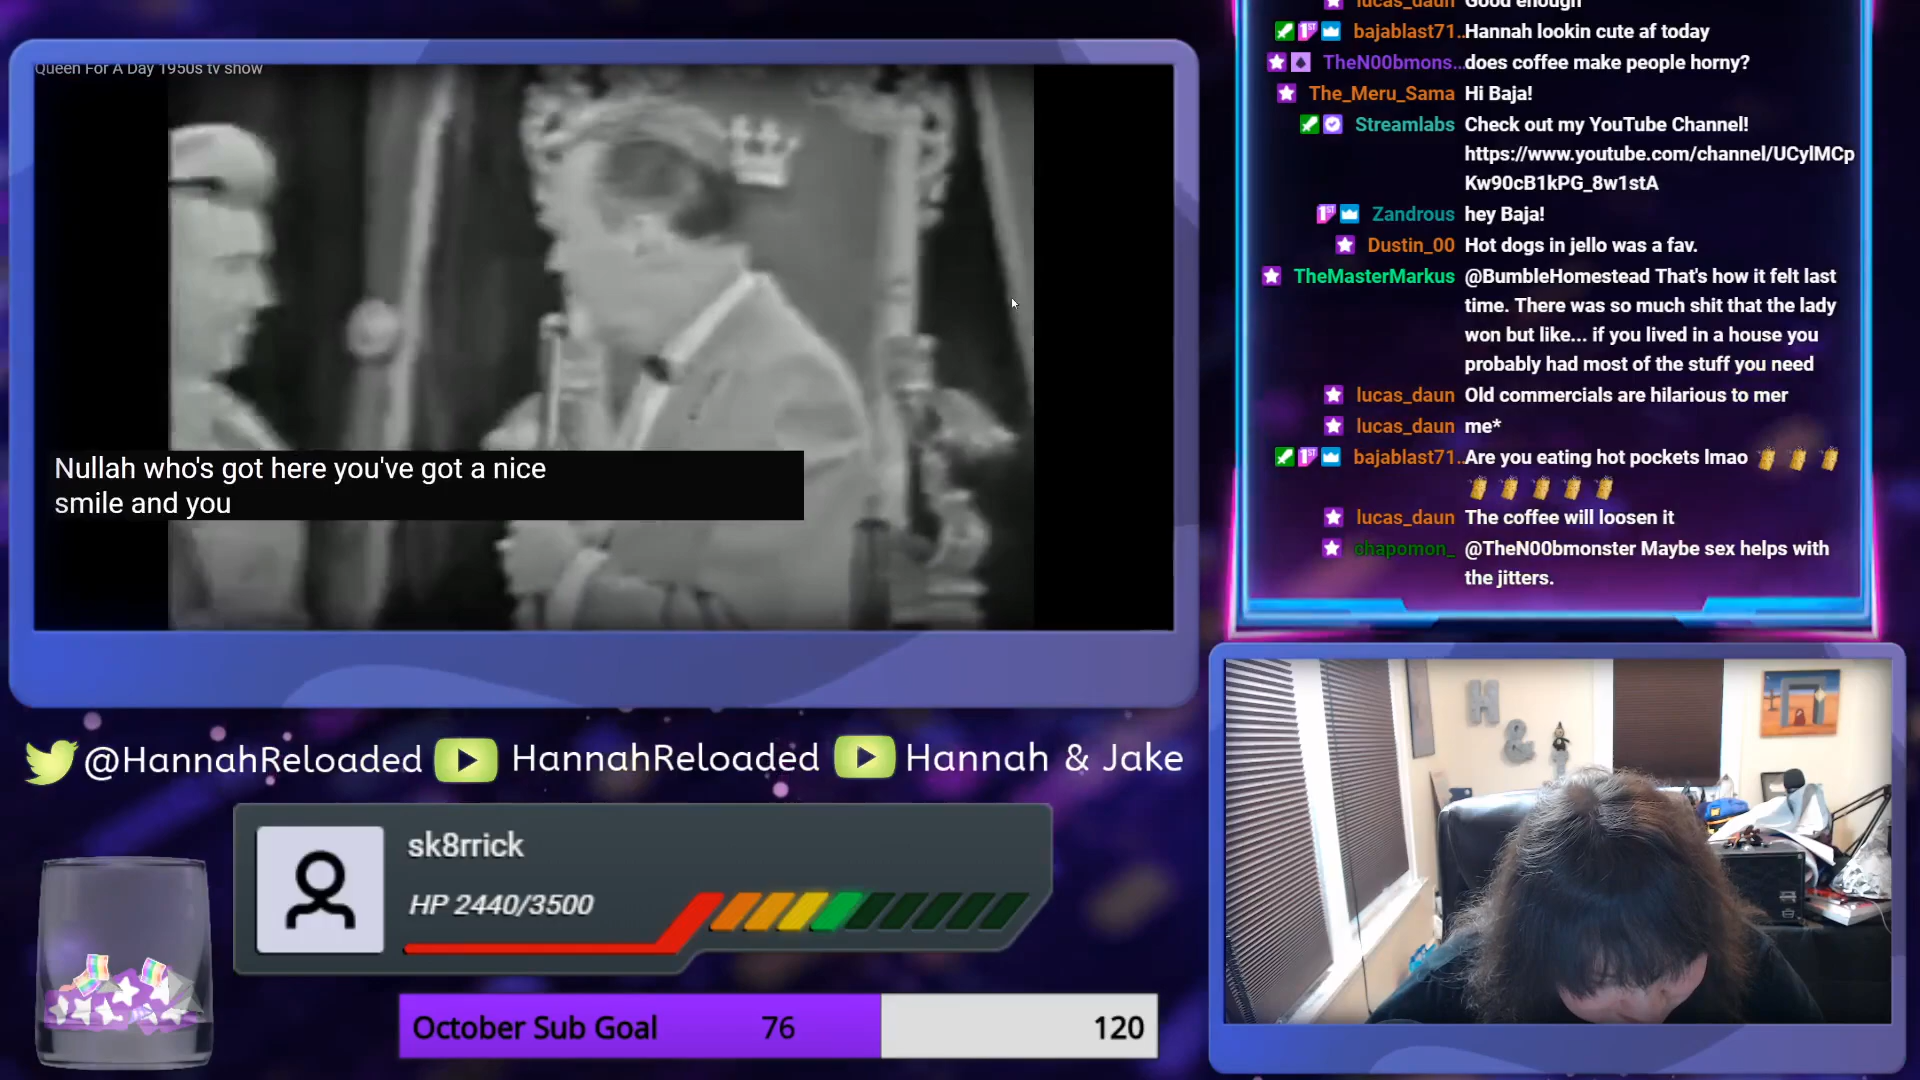 Queen For A Day 1950s tv show
Nullah who's got here you've got a nice
smile and you
lucas_daun Good enough
bajablast71.. Hannah lookin cute af today
TheN00bmons... does coffee make people horny?
The_Meru_Sama Hi Baja!
Streamlabs Check out my YouTube Channel!
https://www.youtube.com/channel/UCylMCp
Kw90cB1kPG_8w1stA
Zandrous hey Baja!
Dustin_00 Hot dogs in jello was a fav.
TheMasterMarkus @BumbleHomestead That's how it felt last
time. There was so much shit that the lady
won but like... if you lived in a house you
probably had most of the stuff you need
lucas_daun Old commercials are hilarious to mer
lucas_daun me*
bajablast71.. Are you eating hot pockets lmao
lucas_daun The coffee will loosen it
ohapomon_ @TheN00bmonster Maybe sex helps with
the jitters.
@HannahReloaded HannahReloaded Hannah & Jake
sk8rrick
HP 2440/3500
October Sub Goal 76 120
H
&